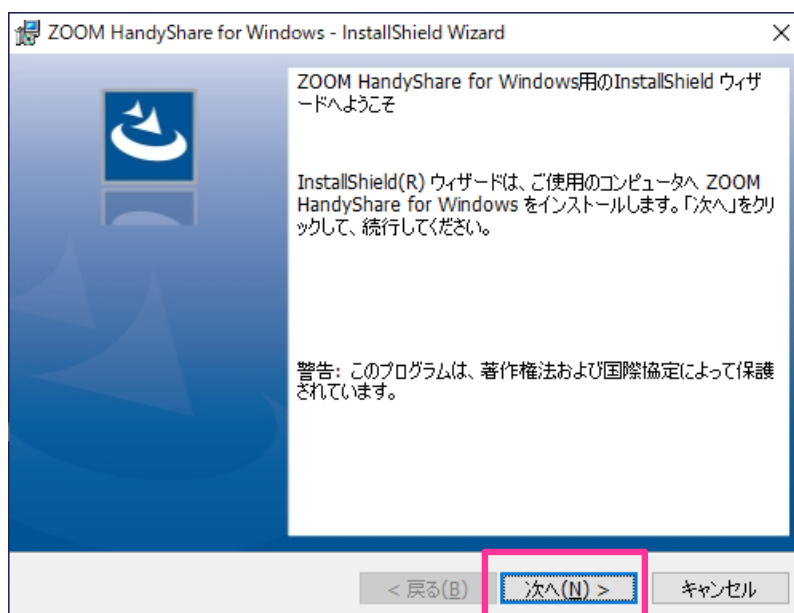 ZOOM HandyShare for Windows - InstallShield Wizard
ZOOM HandyShare for Windows用のInstallShield ウィザ
ードへようこそ
InstallShield(R) ウィザードは、ご使用のコンピュータへ ZOOM
HandyShare for Windows をインストールします。「次へ」をクリ
ックして、続行してください。
警告: このプログラムは、著作権法および国際協定によって保護
されています。
< 戻る(B)
次へ(N) >
キャンセル